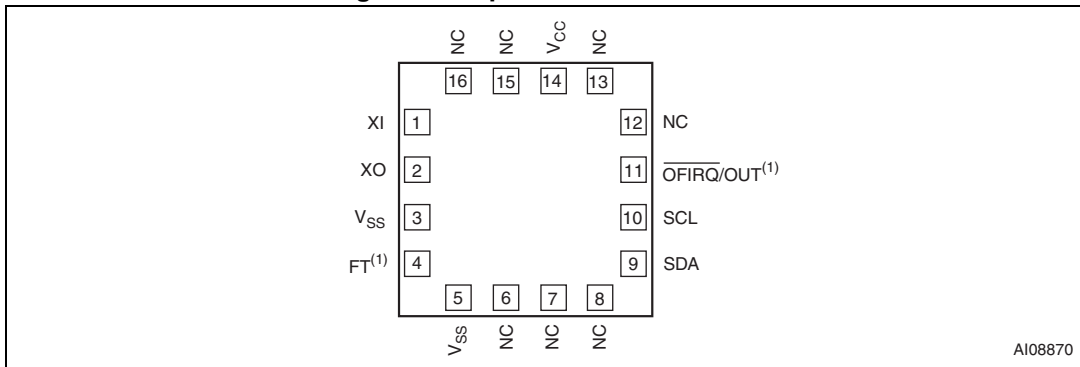 NC NC VCC NC
16 15 14 13
XI 1 12 NC
XO 2 11 OFIRQ/OUT(1)
VSS 3 10 SCL
FT(1) 4 9 SDA
5 6 7 8
VSS NC NC NC
AI08870